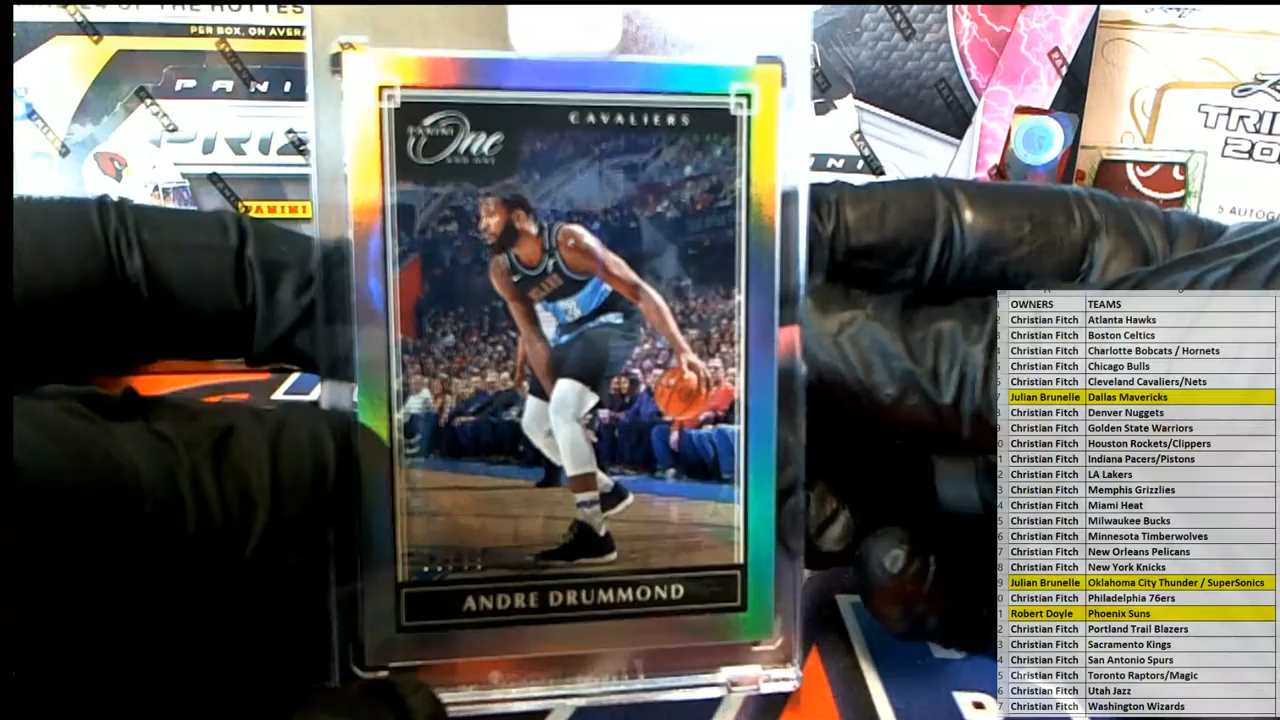 PER BOX, ON AVERA
PANI
PRIZ
PANINI
CAVALIERS
PANINI
One
AND ONE
ANDRE DRUMMOND
TRI
20
5 AUTOG
OWNERS TEAMS
Christian Fitch Atlanta Hawks
Christian Fitch Boston Celtics
Christian Fitch Charlotte Bobcats / Hornets
Christian Fitch Chicago Bulls
Christian Fitch Cleveland Cavaliers/Nets
Julian Brunelle Dallas Mavericks
Christian Fitch Denver Nuggets
Christian Fitch Golden State Warriors
Christian Fitch Houston Rockets/Clippers
Christian Fitch Indiana Pacers/Pistons
Christian Fitch LA Lakers
Christian Fitch Memphis Grizzlies
Christian Fitch Miami Heat
Christian Fitch Milwaukee Bucks
Christian Fitch Minnesota Timberwolves
Christian Fitch New Orleans Pelicans
Christian Fitch New York Knicks
Julian Brunelle Oklahoma City Thunder / SuperSonics
Christian Fitch Philadelphia 76ers
Robert Doyle Phoenix Suns
Christian Fitch Portland Trail Blazers
Christian Fitch Sacramento Kings
Christian Fitch San Antonio Spurs
Christian Fitch Toronto Raptors/Magic
Christian Fitch Utah Jazz
Christian Fitch Washington Wizards